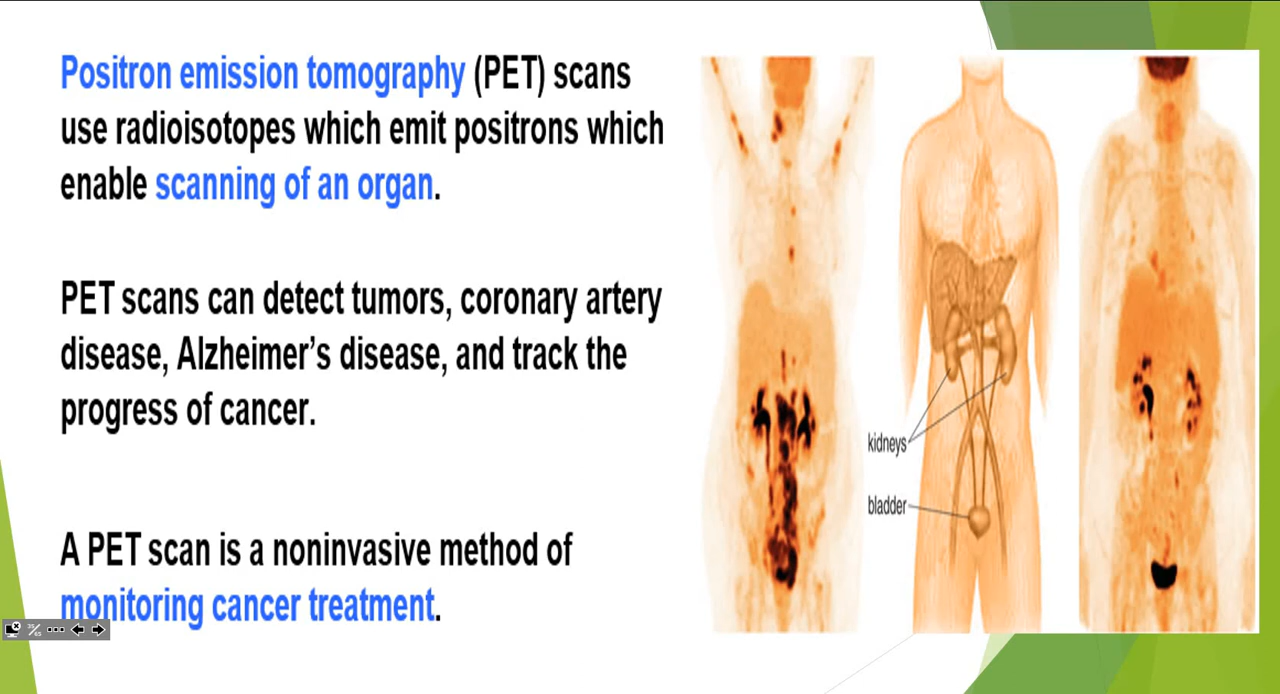 Positron emission tomography (PET) scans
use radioisotopes which emit positrons which
enable scanning of an organ.
PET scans can detect tumors, coronary artery
disease, Alzheimer’s disease, and track the
progress of cancer.
A PET scan is a noninvasive method of
monitoring cancer treatment.
kidneys
bladder